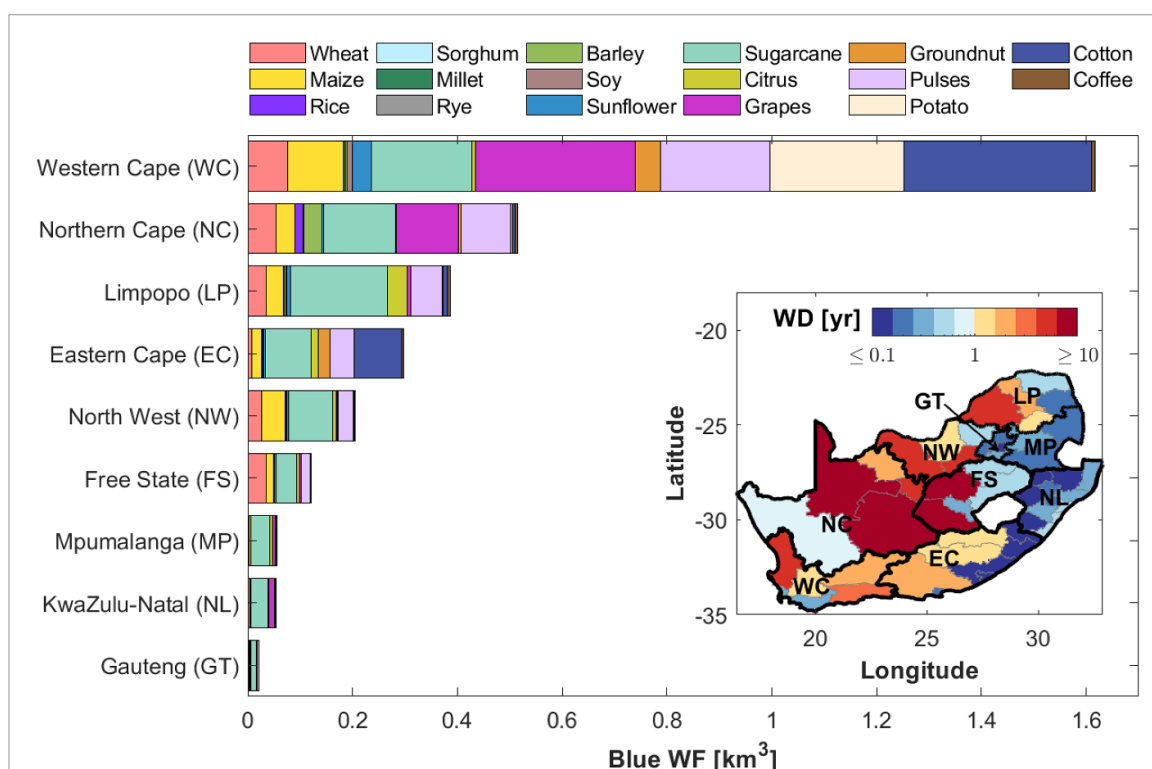 Wheat Sorghum Barley Sugarcane Groundnut Cotton
Maize Millet Soy Citrus Pulses Coffee
Rice Rye Sunflower Grapes Potato
Western Cape (WC)
Northern Cape (NC)
Limpopo (LP)
Eastern Cape (EC)
North West (NW)
Free State (FS)
Mpumalanga (MP)
KwaZulu-Natal (NL)
Gauteng (GT)
0 0.2 0.4 0.6 0.8 1 1.2 1.4 1.6
Blue WF [km³]
WD [yr]
≤ 0.1 1 ≥ 10
-20
-25
-30
-35
Latitude
LP
GT
NW
MP
FS
NL
NC
EC
WC
20 25 30
Longitude